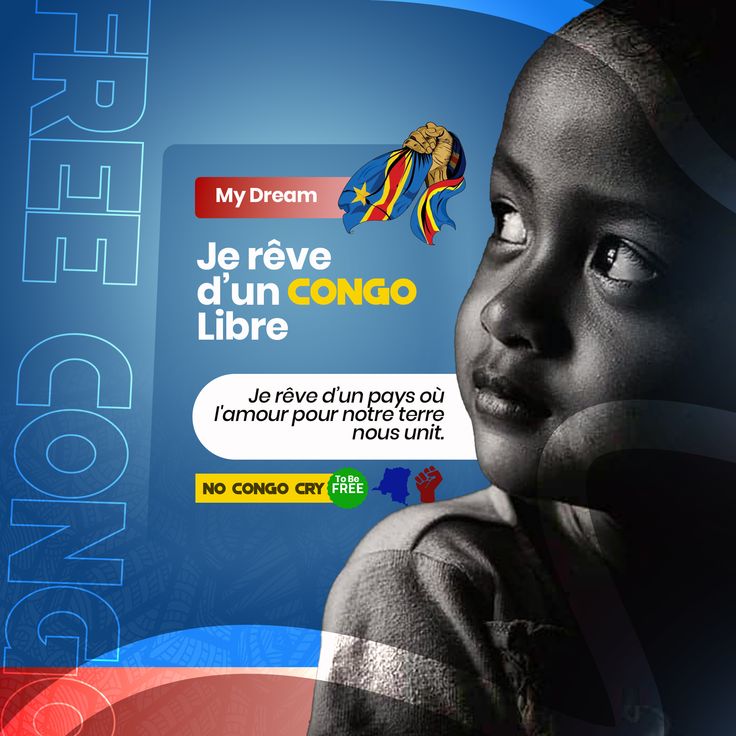 FREE CONGO
My Dream
Je rêve
d’un CONGO
Libre
Je rêve d’un pays où
l'amour pour notre terre
nous unit.
NO CONGO CRY
To Be
FREE